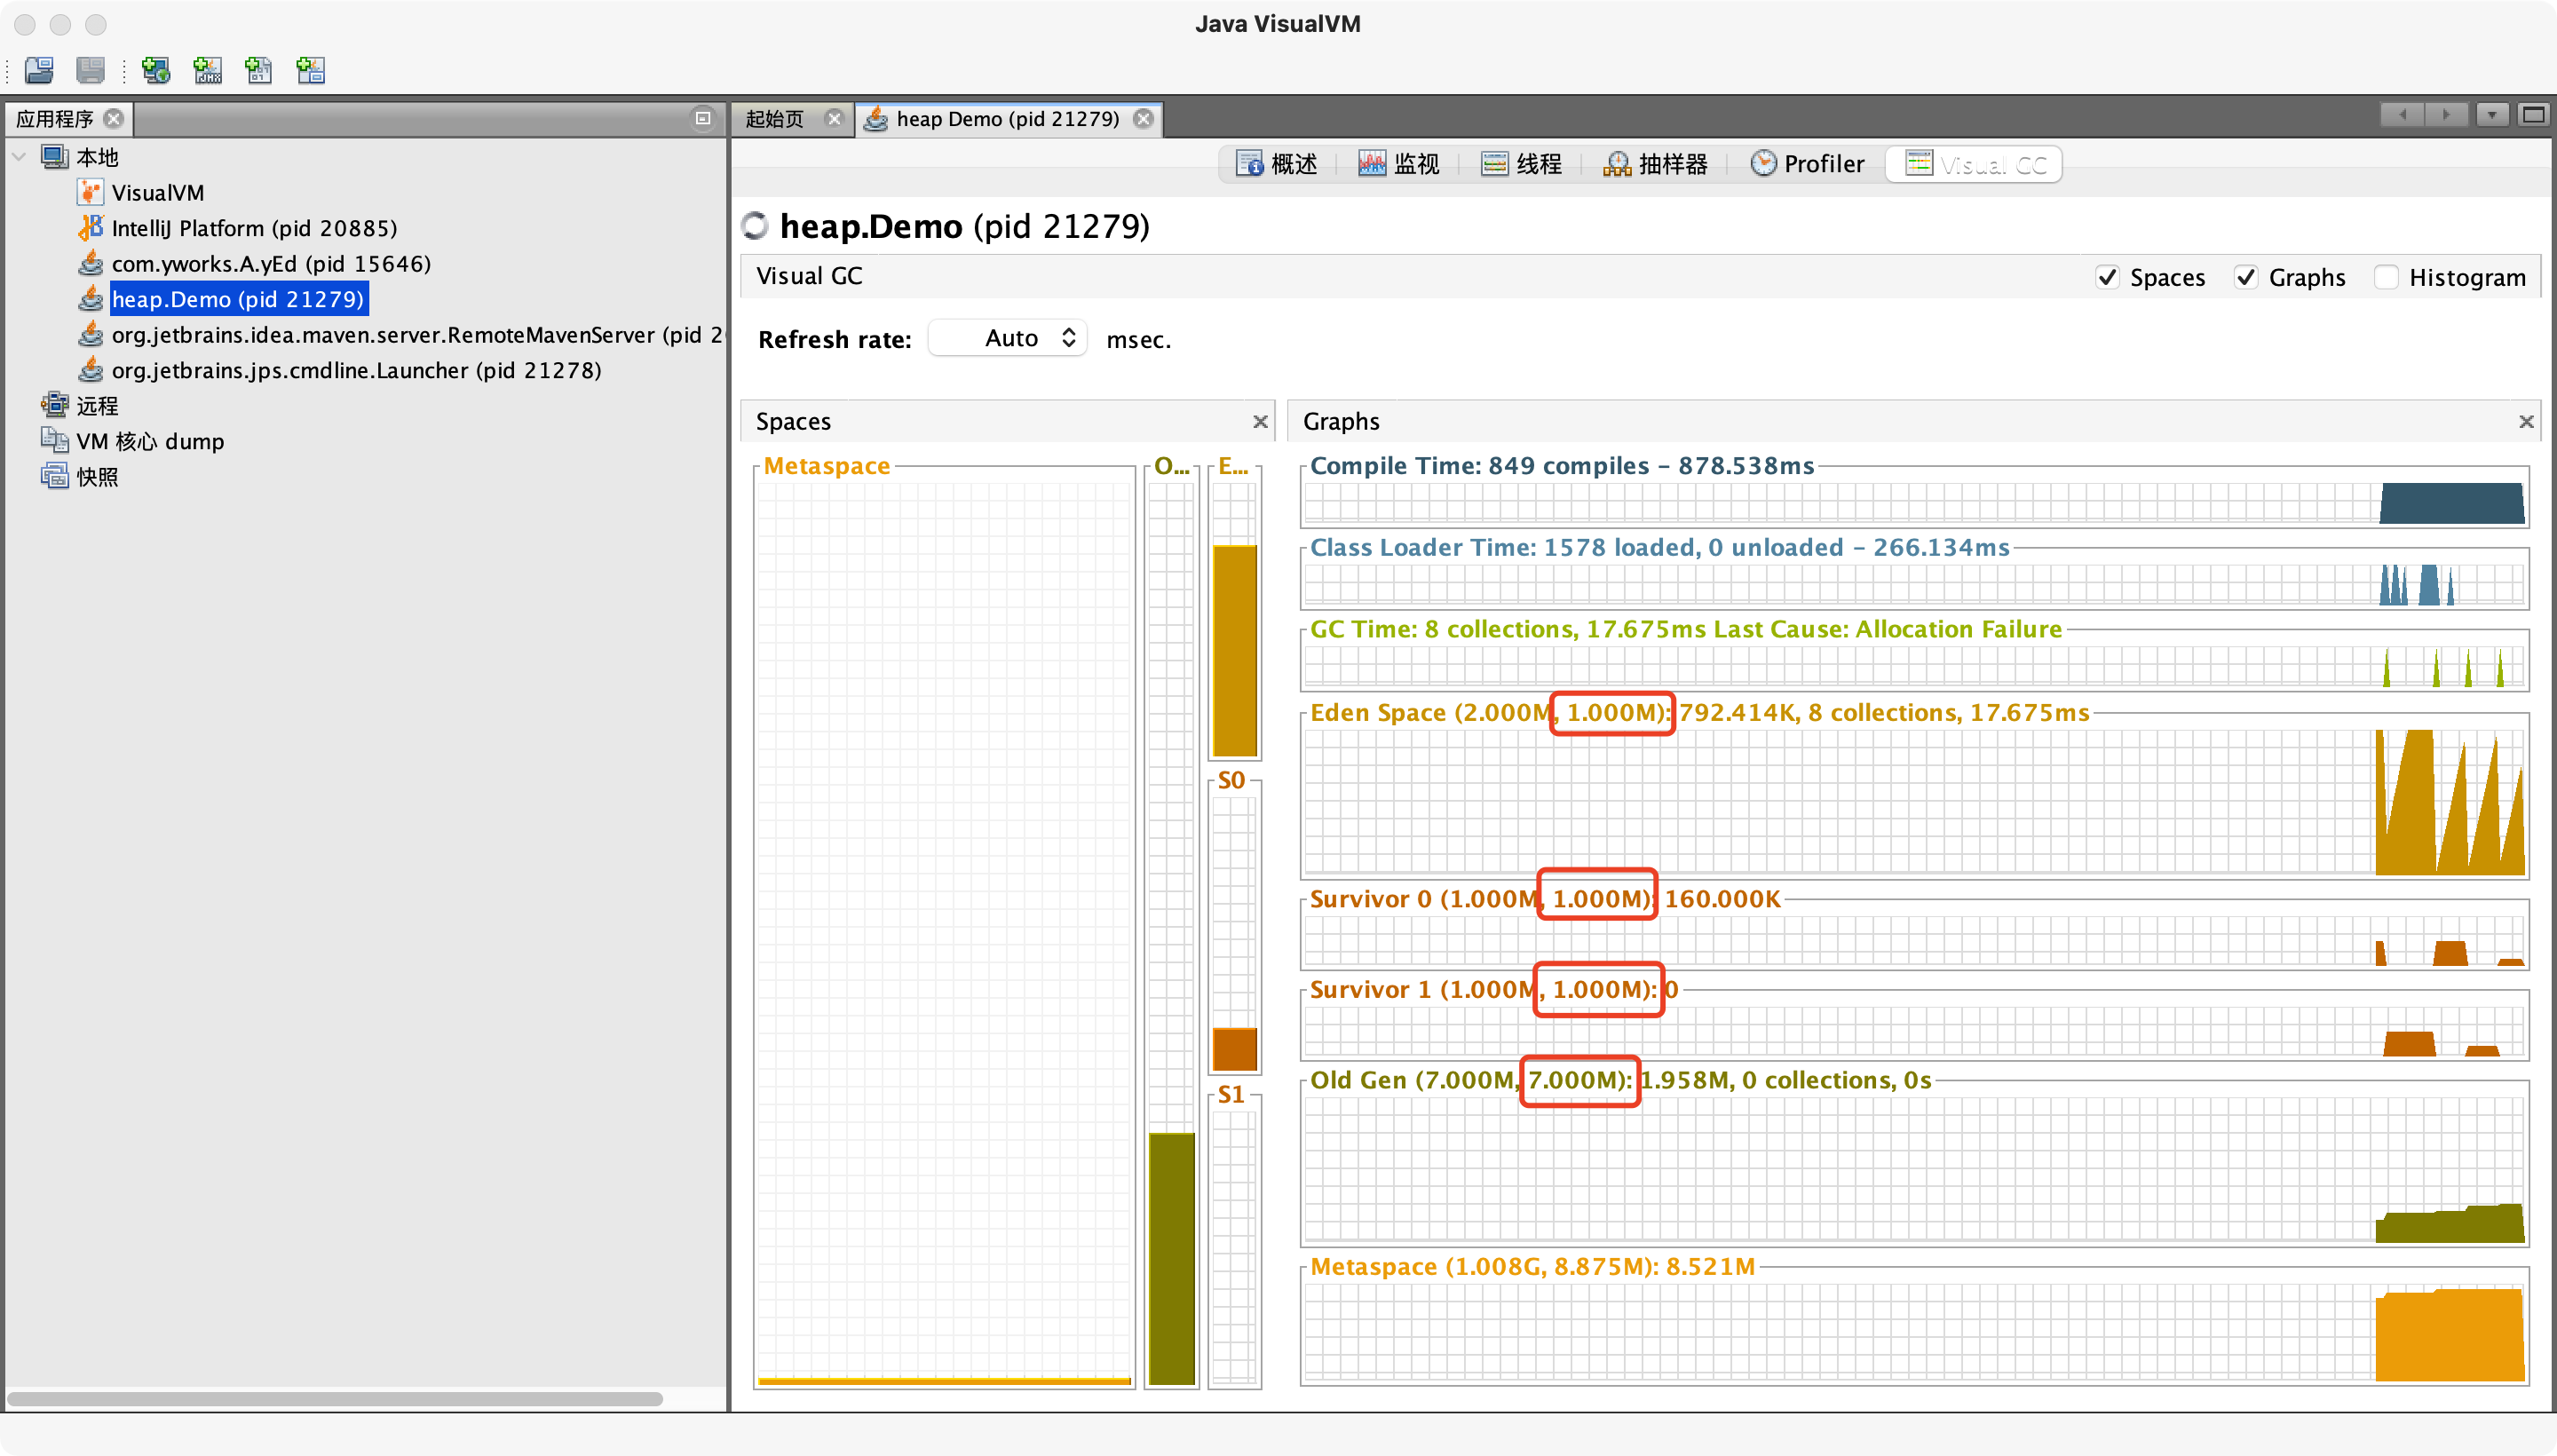 Java VisualVM
应用程序
起始页
heap Demo (pid 21279)
本地
VisualVM
IntelliJ Platform (pid 20885)
com.yworks.A.yEd (pid 15646)
heap.Demo (pid 21279)
org.jetbrains.idea.maven.server.RemoteMavenServer (pid 2
org.jetbrains.jps.cmdline.Launcher (pid 21278)
远程
VM 核心 dump
快照
概述 监视 线程 抽样器 Profiler Visual GC
heap.Demo (pid 21279)
Visual GC
Spaces Graphs Histogram
Refresh rate: Auto msec.
Spaces
Metaspace
O...
E...
S0
S1
Graphs
Compile Time: 849 compiles - 878.538ms
Class Loader Time: 1578 loaded, 0 unloaded - 266.134ms
GC Time: 8 collections, 17.675ms Last Cause: Allocation Failure
Eden Space (2.000M, 1.000M): 792.414K, 8 collections, 17.675ms
Survivor 0 (1.000M, 1.000M): 160.000K
Survivor 1 (1.000M, 1.000M): 0
Old Gen (7.000M, 7.000M): 1.958M, 0 collections, 0s
Metaspace (1.008G, 8.875M): 8.521M